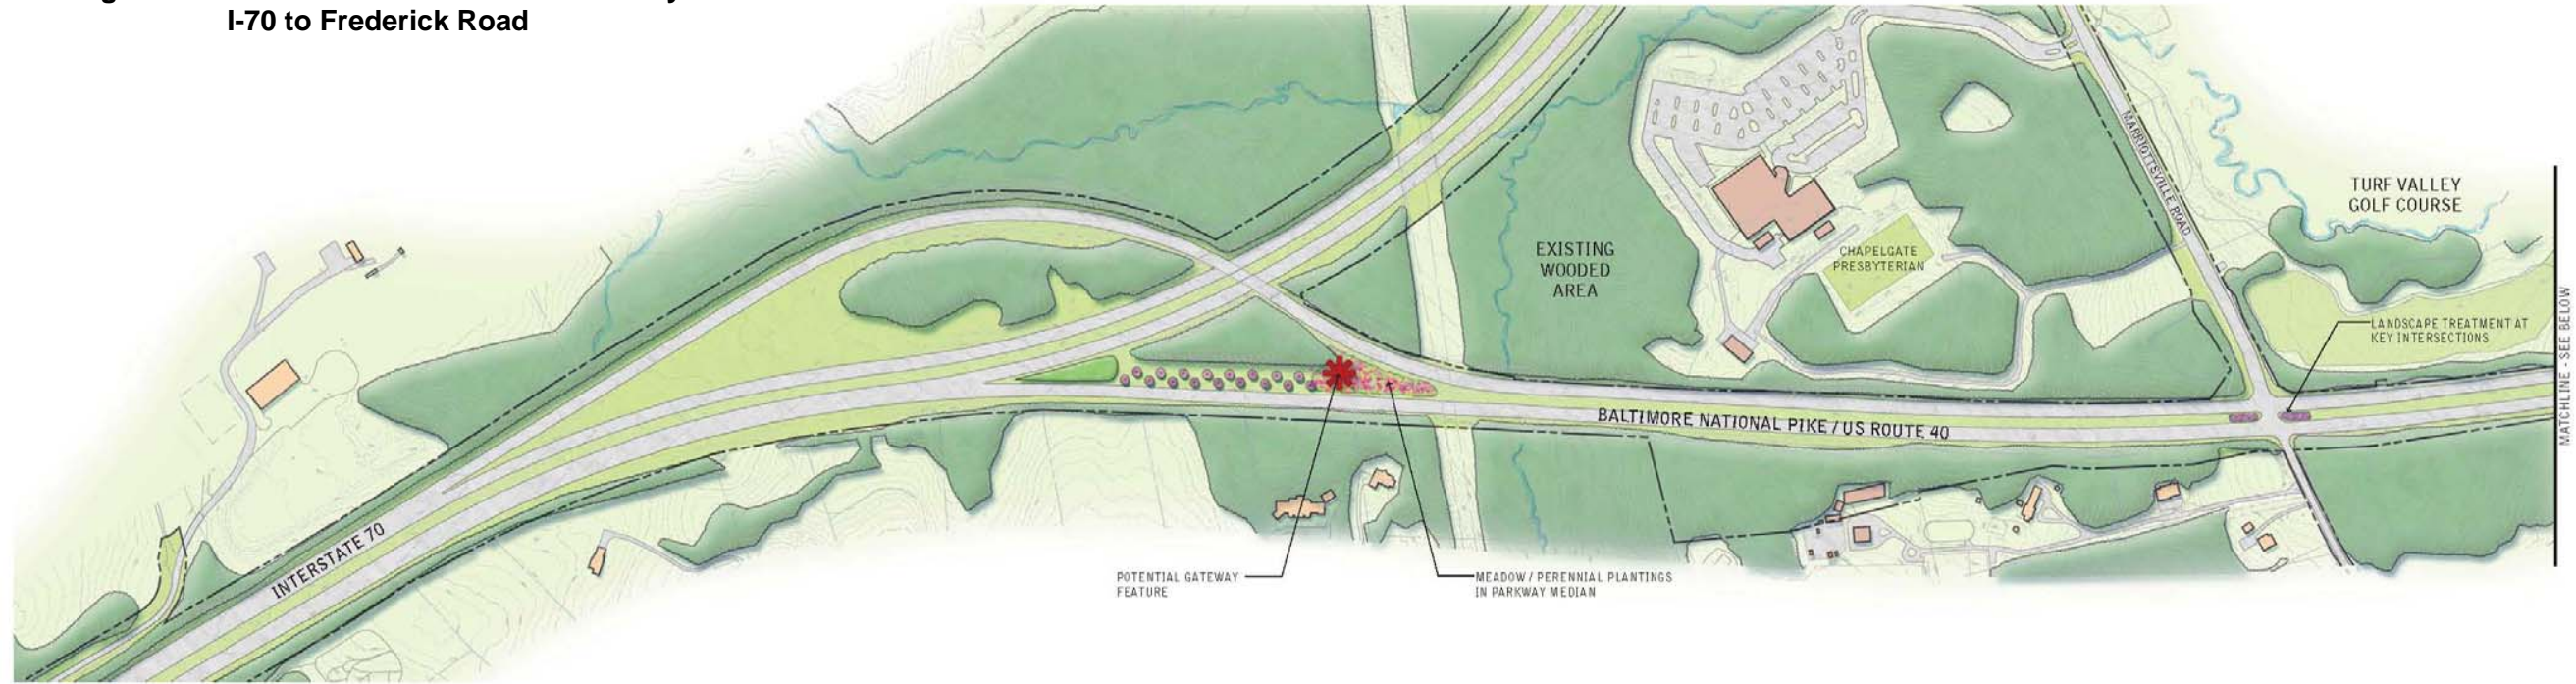 I-70 to Frederick Road
MARRIOTTSVILLE ROAD
TURF VALLEY
GOLF COURSE
EXISTING
WOODED
AREA
CHAPELGATE
PRESBYTERIAN
LANDSCAPE TREATMENT AT
KEY INTERSECTIONS
MATCHLINE - SEE BELOW
BALTIMORE NATIONAL PIKE / US ROUTE 40
INTERSTATE 70
POTENTIAL GATEWAY
FEATURE
MEADOW / PERENNIAL PLANTINGS
IN PARKWAY MEDIAN